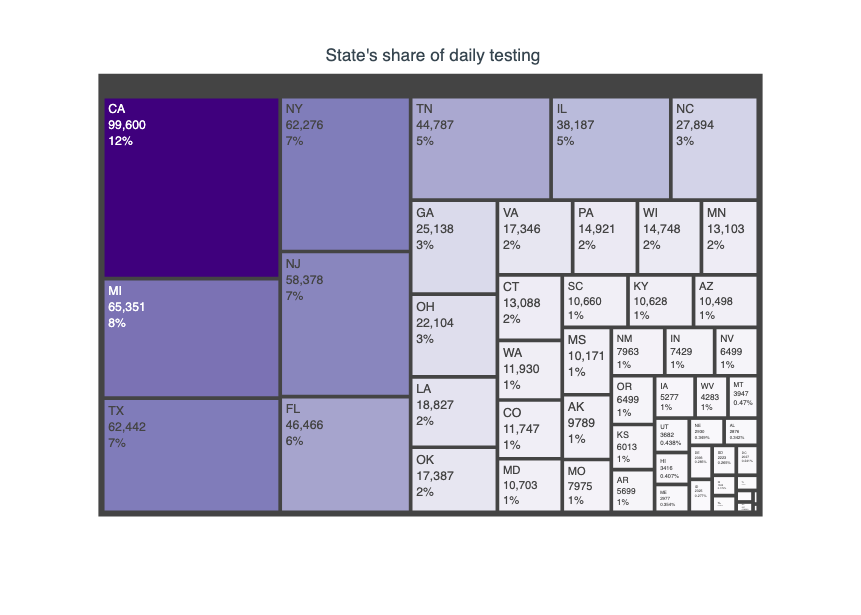 State's share of daily testing
CA
99,600
12%
MI
65,351
8%
TX
62,442
7%
NY
62,276
7%
NJ
58,378
7%
FL
46,466
6%
TN
44,787
5%
IL
38,187
5%
NC
27,894
3%
GA
25,138
3%
OH
22,104
3%
LA
18,827
2%
OK
17,387
2%
VA
17,346
2%
PA
14,921
2%
WI
14,748
2%
MN
13,103
2%
CT
13,088
2%
WA
11,930
1%
CO
11,747
1%
MD
10,703
1%
SC
10,660
1%
KY
10,628
1%
AZ
10,498
1%
MS
10,171
1%
AK
9789
1%
MO
7975
1%
NM
7963
1%
IN
7429
1%
NV
6499
1%
OR
6499
1%
KS
6013
1%
AR
5699
1%
IA
5277
1%
WV
4283
1%
MT
3947
0.47%
UT
3682
0.438%
HI
3416
0.407%
ME
2977
0.354%
NE
AL